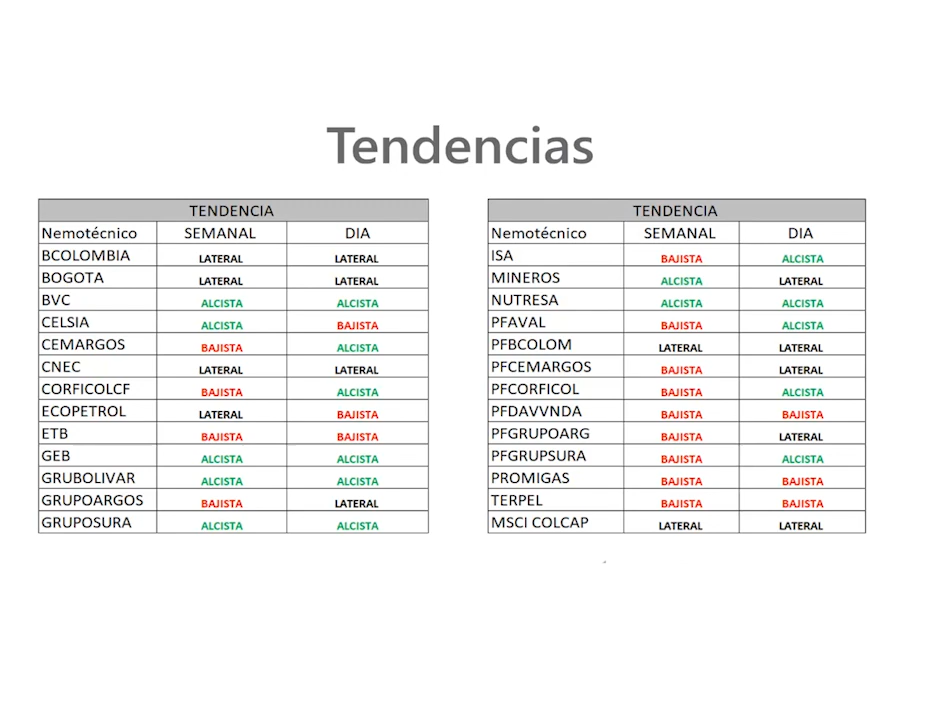 Tendencias
TENDENCIA
Nemotécnico SEMANAL DIA
BCOLOMBIA LATERAL LATERAL
BOGOTA LATERAL LATERAL
BVC ALCISTA ALCISTA
CELSIA ALCISTA BAJISTA
CEMARGOS BAJISTA ALCISTA
CNEC LATERAL LATERAL
CORFICOLCF BAJISTA ALCISTA
ECOPETROL LATERAL BAJISTA
ETB BAJISTA BAJISTA
GEB ALCISTA ALCISTA
GRUBOLIVAR ALCISTA ALCISTA
GRUPOARGOS BAJISTA LATERAL
GRUPOSURA ALCISTA ALCISTA
TENDENCIA
Nemotécnico SEMANAL DIA
ISA BAJISTA ALCISTA
MINEROS ALCISTA LATERAL
NUTRESA ALCISTA ALCISTA
PFAVAL BAJISTA ALCISTA
PFBCOLOM LATERAL LATERAL
PFCEMARGOS BAJISTA LATERAL
PFCORFICOL BAJISTA ALCISTA
PFDAVVNDA BAJISTA BAJISTA
PFGRUPOARG BAJISTA LATERAL
PFGRUPSURA BAJISTA ALCISTA
PROMIGAS BAJISTA BAJISTA
TERPEL BAJISTA BAJISTA
MSCI COLCAP LATERAL LATERAL